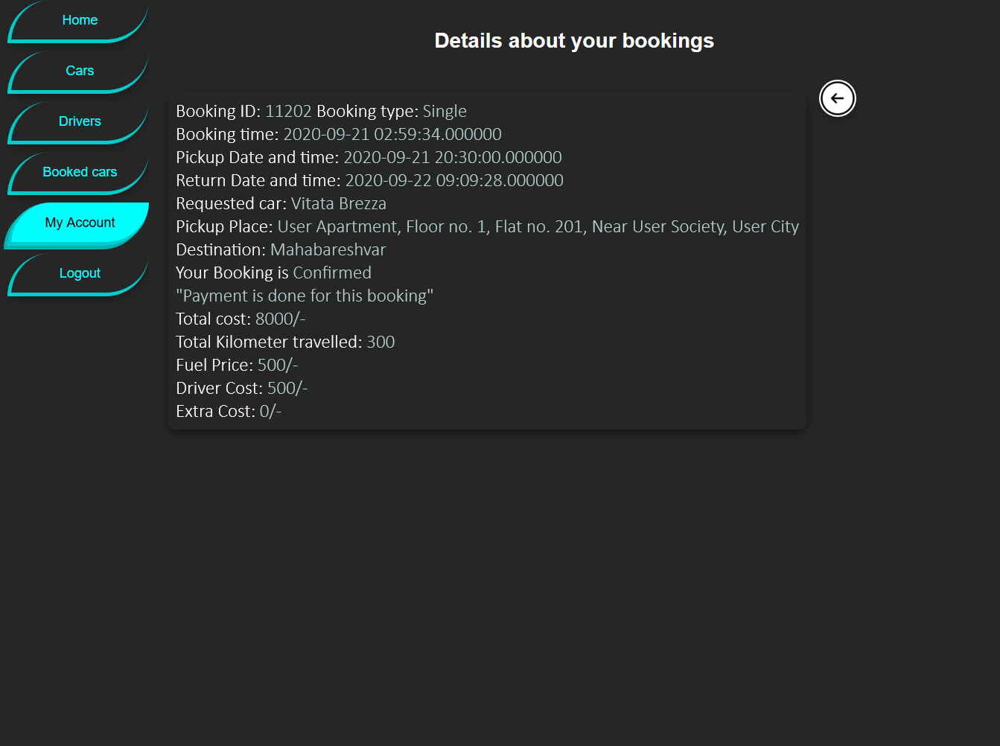 Home
Cars
Drivers
Booked cars
My Account
Logout
Details about your bookings
Booking ID: 11202 Booking type: Single
Booking time: 2020-09-21 02:59:34.000000
Pickup Date and time: 2020-09-21 20:30:00.000000
Return Date and time: 2020-09-22 09:09:28.000000
Requested car: Vitata Brezza
Pickup Place: User Apartment, Floor no. 1, Flat no. 201, Near User Society, User City
Destination: Mahabareshvar
Your Booking is Confirmed
"Payment is done for this booking"
Total cost: 8000/-
Total Kilometer travelled: 300
Fuel Price: 500/-
Driver Cost: 500/-
Extra Cost: 0/-